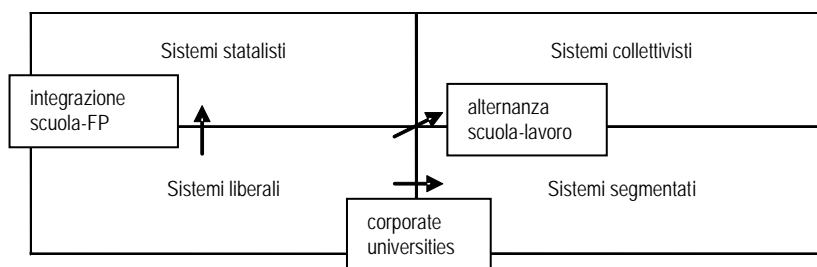 Sistemi statalisti
Sistemi collettivisti
integrazione
scuola-FP
alternanza
scuola-lavoro
Sistemi liberali
Sistemi segmentati
corporate
universities